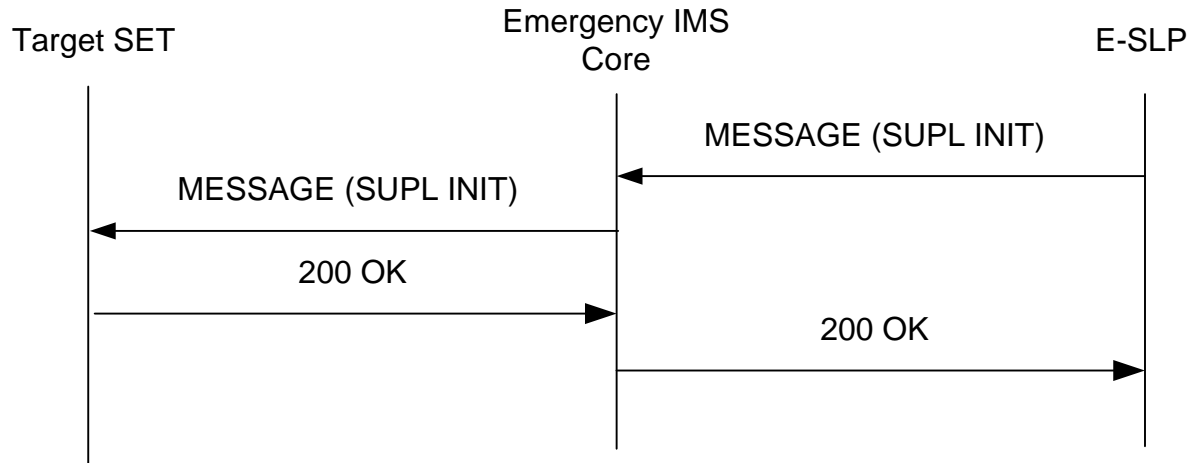 Target SET
Emergency IMS
Core
E-SLP
MESSAGE (SUPL INIT)
MESSAGE (SUPL INIT)
200 OK
200 OK